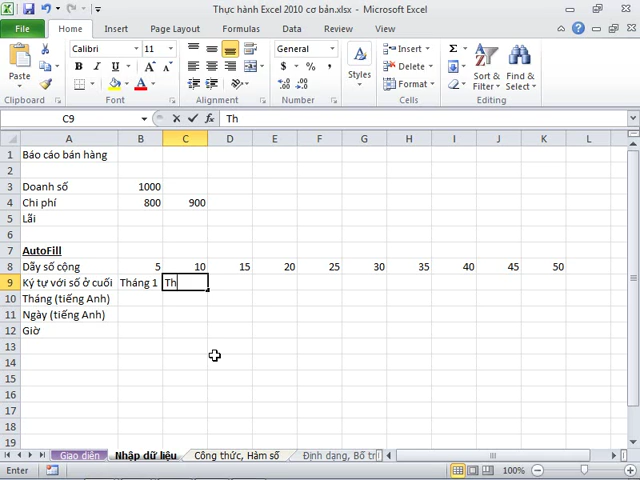 Thực hành Excel 2010 cơ bản.xlsx - Microsoft Excel
File Home Insert Page Layout Formulas Data Review View
Calibri 11 General Insert Σ
Paste B I U $ % , Styles Delete Sort & Filter Find & Select
A Format
Clipboard Font Alignment Number Cells Editing
C9 fx Th
A B C D E F G H I J K L
1 Báo cáo bán hàng
2
3 Doanh số 1000
4 Chi phí 800 900
5 Lãi
6
7 AutoFill
8 Dãy số cộng 5 10 15 20 25 30 35 40 45 50
9 Ký tự với số ở cuối Tháng 1 Th
10 Tháng (tiếng Anh)
11 Ngày (tiếng Anh)
12 Giờ
13
14
15
16
17
18
19
Giao diện Nhập dữ liệu Công thức, Hàm số Định dạng, Bố trí
Enter 100%